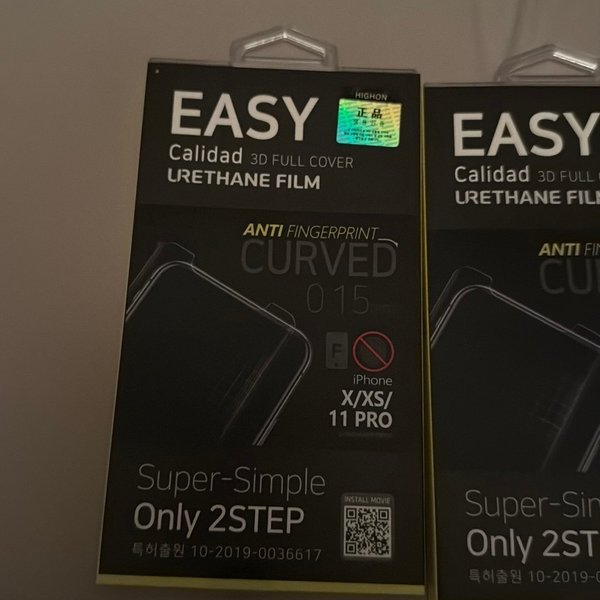 HIGHON
EASY
正品
Calidad 3D FULL COVER
URETHANE FILM
ANTI FINGERPRINT
CURVED
015
F
iPhone
X/XS/
11 PRO
Super-Simple
Only 2STEP
INSTALL MOVIE
특허출원 10-2019-0036617
EASY
Calidad 3D FULL
URETHANE FILM
ANTI FIN
CU
Super-Sim
Only 2ST
특허출원 10-2019-0